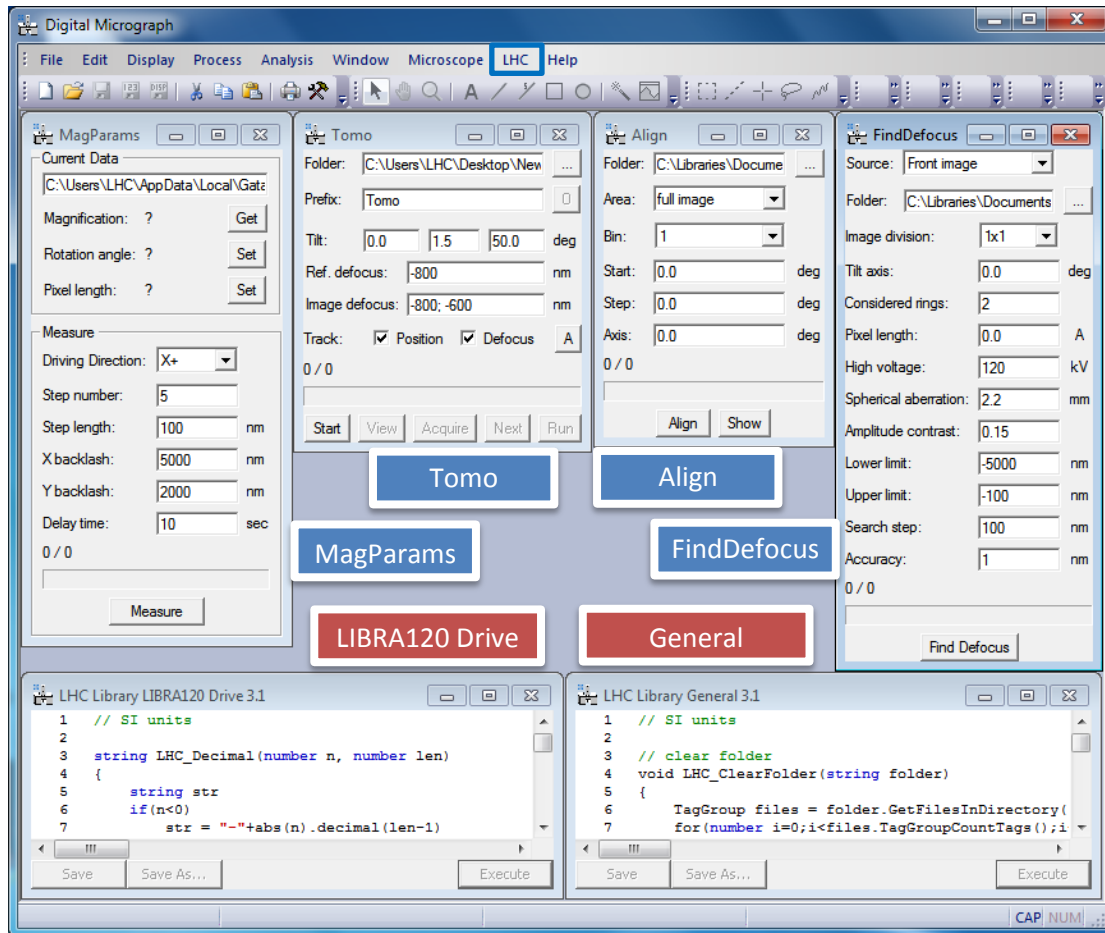 Digital Micrograph
File Edit Display Process Analysis Window Microscope LHC Help
MagParams
Current Data
C:\Users\LHC\AppData\Local\Gata
Magnification: ? Get
Rotation angle: ? Set
Pixel length: ? Set
Measure
Driving Direction: X+
Step number: 5
Step length: 100 nm
X backlash: 5000 nm
Y backlash: 2000 nm
Delay time: 10 sec
0 / 0
Measure
Tomo
Folder: C:\Users\LHC\Desktop\New ...
Prefix: Tomo 0
Tilt: 0.0 1.5 50.0 deg
Ref. defocus: -800 nm
Image defocus: -800; -600 nm
Track: Position Defocus A
0 / 0
Start View Acquire Next Run
Align
Folder: C:\Libraries\Docume ...
Area: full image
Bin: 1
Start: 0.0 deg
Step: 0.0 deg
Axis: 0.0 deg
0 / 0
Align Show
FindDefocus
Source: Front image
Folder: C:\Libraries\Documents ...
Image division: 1x1
Tilt axis: 0.0 deg
Considered rings: 2
Pixel length: 0.0 A
High voltage: 120 kV
Spherical aberration: 2.2 mm
Amplitude contrast: 0.15
Lower limit: -5000 nm
Upper limit: -100 nm
Search step: 100 nm
Accuracy: 1 nm
0 / 0
Find Defocus
Tomo
Align
MagParams
FindDefocus
LIBRA120 Drive
General
LHC Library LIBRA120 Drive 3.1
1 // SI units
2
3 string LHC_Decimal(number n, number len)
4 {
5 string str
6 if(n<0)
7 str = "-"+abs(n).decimal(len-1)
Save Save As... Execute
LHC Library General 3.1
1 // SI units
2
3 // clear folder
4 void LHC_ClearFolder(string folder)
5 {
6 TagGroup files = folder.GetFilesInDirectory(
7 for(number i=0;i<files.TagGroupCountTags();i
Save Save As... Execute
CAP NUM